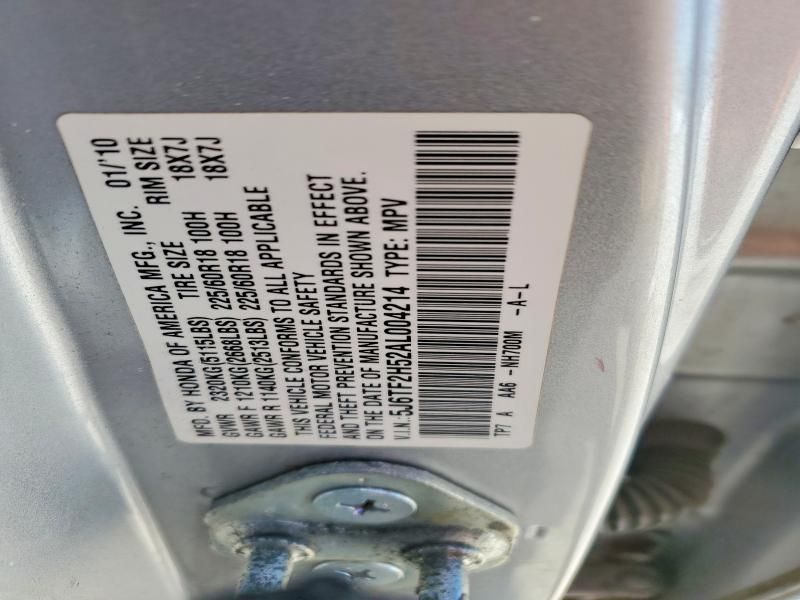 MFD. BY HONDA OF AMERICA MFG., INC. 01/'10
GVWR 2320KG(5115LBS) TIRE SIZE RIM SIZE
GAWR F 1210KG(2668LBS) 225/60R18 100H 18X7J
GAWR R 1140KG(2513LBS) 225/60R18 100H 18X7J
THIS VEHICLE CONFORMS TO ALL APPLICABLE
FEDERAL MOTOR VEHICLE SAFETY
AND THEFT PREVENTION STANDARDS IN EFFECT
ON THE DATE OF MANUFACTURE SHOWN ABOVE.
V.I.N.:5J6TF2H52AL004214 TYPE: MPV
TP7 A AA6 -NH700M -A-L